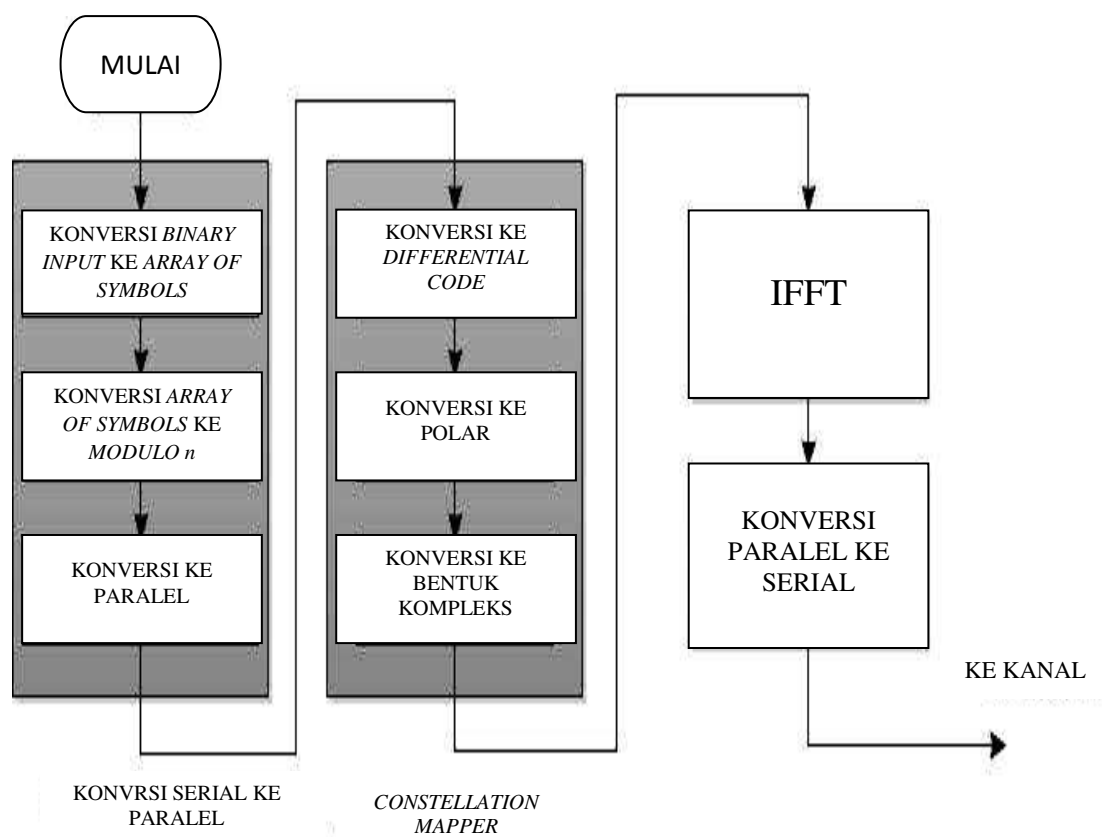 MULAI
KONVERSI BINARY
INPUT KE ARRAY OF
SYMBOLS
KONVERSI ARRAY
OF SYMBOLS KE
MODULO n
KONVERSI KE
PARALEL
KONVRSI SERIAL KE
PARALEL
KONVERSI KE
DIFFERENTIAL
CODE
KONVERSI KE
POLAR
KONVERSI KE
BENTUK
KOMPLEKS
CONSTELLATION
MAPPER
IFFT
KONVERSI
PARALEL KE
SERIAL
KE KANAL